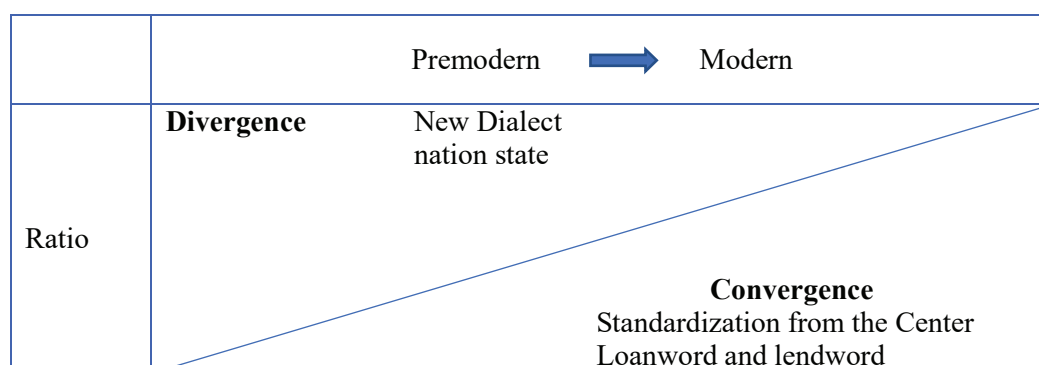 Premodern Modern
Divergence New Dialect
nation state
Ratio
Convergence
Standardization from the Center
Loanword and lendword